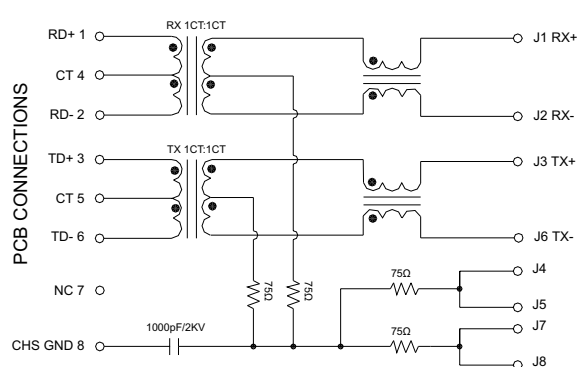 RX 1CT:1CT
RD+ 1
J1 RX+
CT 4
RD- 2
J2 RX-
PCB CONNECTIONS
TX 1CT:1CT
TD+ 3
J3 TX+
CT 5
TD- 6
J6 TX-
NC 7
75Ω
75Ω
75Ω
J4
J5
1000pF/2KV
75Ω
J7
CHS GND 8
J8